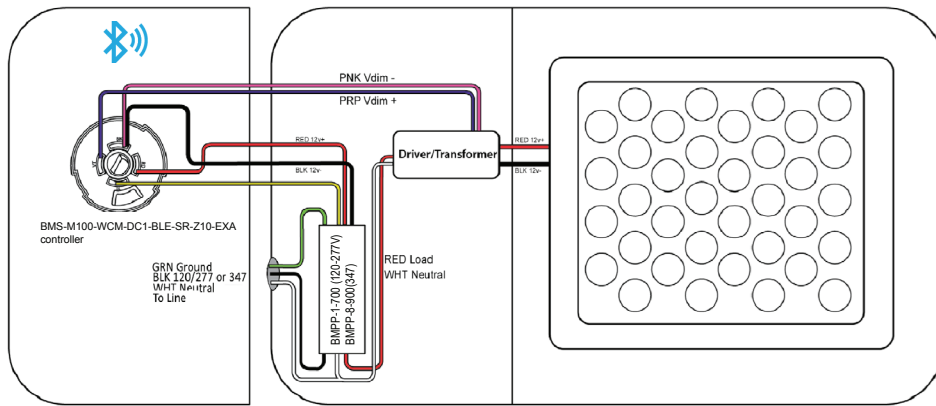 PNK Vdim -
PRP Vdim +
RED 12v+
BLK 12v-
Driver/Transformer
RED 12v+
BLK 12v-
BMS-M100-WCM-DC1-BLE-SR-Z10-EXA
controller
GRN Ground
BLK 120/277 or 347
WHT Neutral
To Line
BMPP-1-700 (120-277V)
BMPP-8-900(347)
RED Load
WHT Neutral